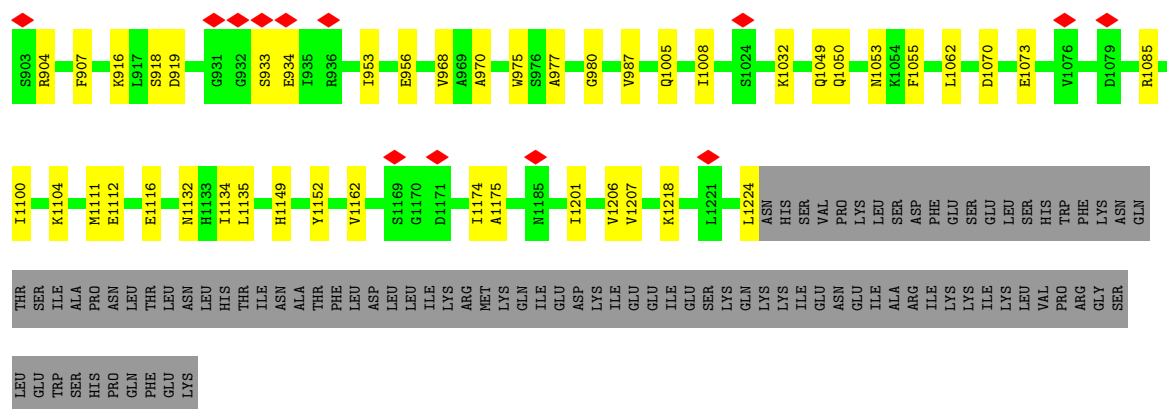 S903 R904 F907 K916 L917 S918 D919 G931 G932 S933 E934 I935 R936 I953 E956 V968 A969 A970 W975 S976 A977 G980 V987 Q1005 I1008 S1024 K1032 Q1049 Q1050 N1053 K1054 F1055 L1062 D1070 E1073 V1076 D1079 R1085
I1100 K1104 M1111 E1112 E1116 N1132 H1133 I1134 L1135 H1149 Y1152 V1162 S1169 G1170 D1171 I1174 A1175 N1185 I1201 V1206 V1207 K1218 L1221 L1224 ASN HIS SER VAL PRO LYS LEU SER ASP PHE GLU SER GLU LEU SER HIS TRP PHE LYS ASN GLN
THR SER ILE ALA PRO ASN LEU THR LEU ASN LEU HIS THR ILE ASN ALA THR PHE LEU ASP LEU LEU ILE LYS ARG MET LYS GLN ILE GLU ASP LYS ILE GLU GLU ILE GLU SER LYS GLN LYS LYS ILE GLU ASN GLU ILE ALA ARG ILE LYS LYS ILE LYS LEU VAL PRO ARG GLY SER
LEU GLU TRP SER HIS PRO GLN PHE GLU LYS